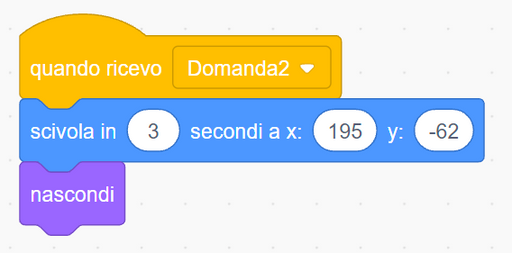 quando ricevo Domanda2
scivola in 3 secondi a x: 195 y: -62
nascondi